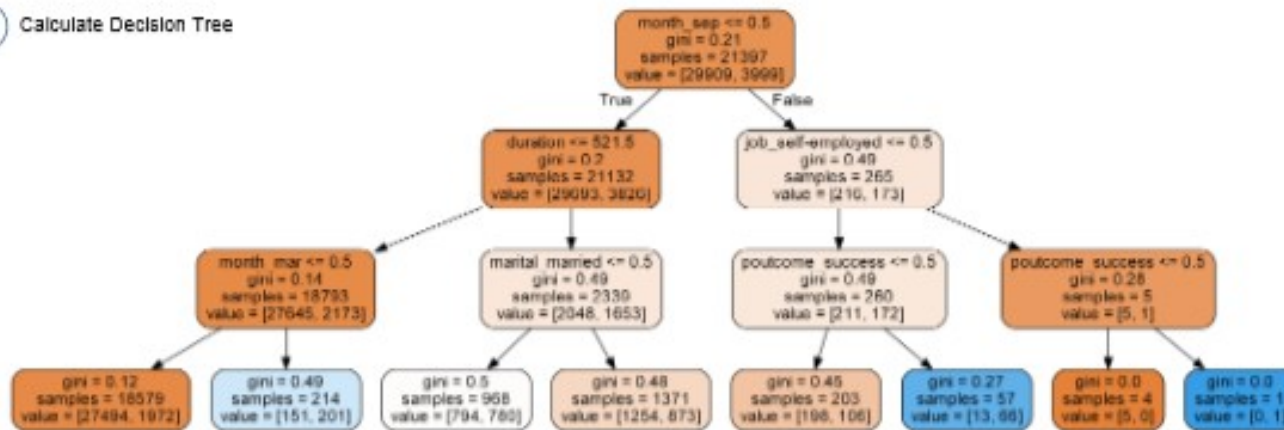 Calculate Decision Tree
month_sep <= 0.5
gini = 0.21
samples = 21397
value = [29909, 3999]
True
False
duration <= 521.5
gini = 0.2
samples = 21132
value = [29693, 3826]
job_self-employed <= 0.5
gini = 0.49
samples = 265
value = [216, 173]
month_mar <= 0.5
gini = 0.14
samples = 18793
value = [27645, 2173]
marital_married <= 0.5
gini = 0.49
samples = 2339
value = [2048, 1653]
poutcome_success <= 0.5
gini = 0.49
samples = 260
value = [211, 172]
poutcome_success <= 0.5
gini = 0.28
samples = 5
value = [5, 1]
gini = 0.12
samples = 18579
value = [27494, 1972]
gini = 0.49
samples = 214
value = [151, 201]
gini = 0.5
samples = 968
value = [794, 780]
gini = 0.48
samples = 1371
value = [1254, 873]
gini = 0.45
samples = 203
value = [198, 106]
gini = 0.27
samples = 57
value = [13, 66]
gini = 0.0
samples = 4
value = [5, 0]
gini = 0.0
samples = 1
value = [0, 1